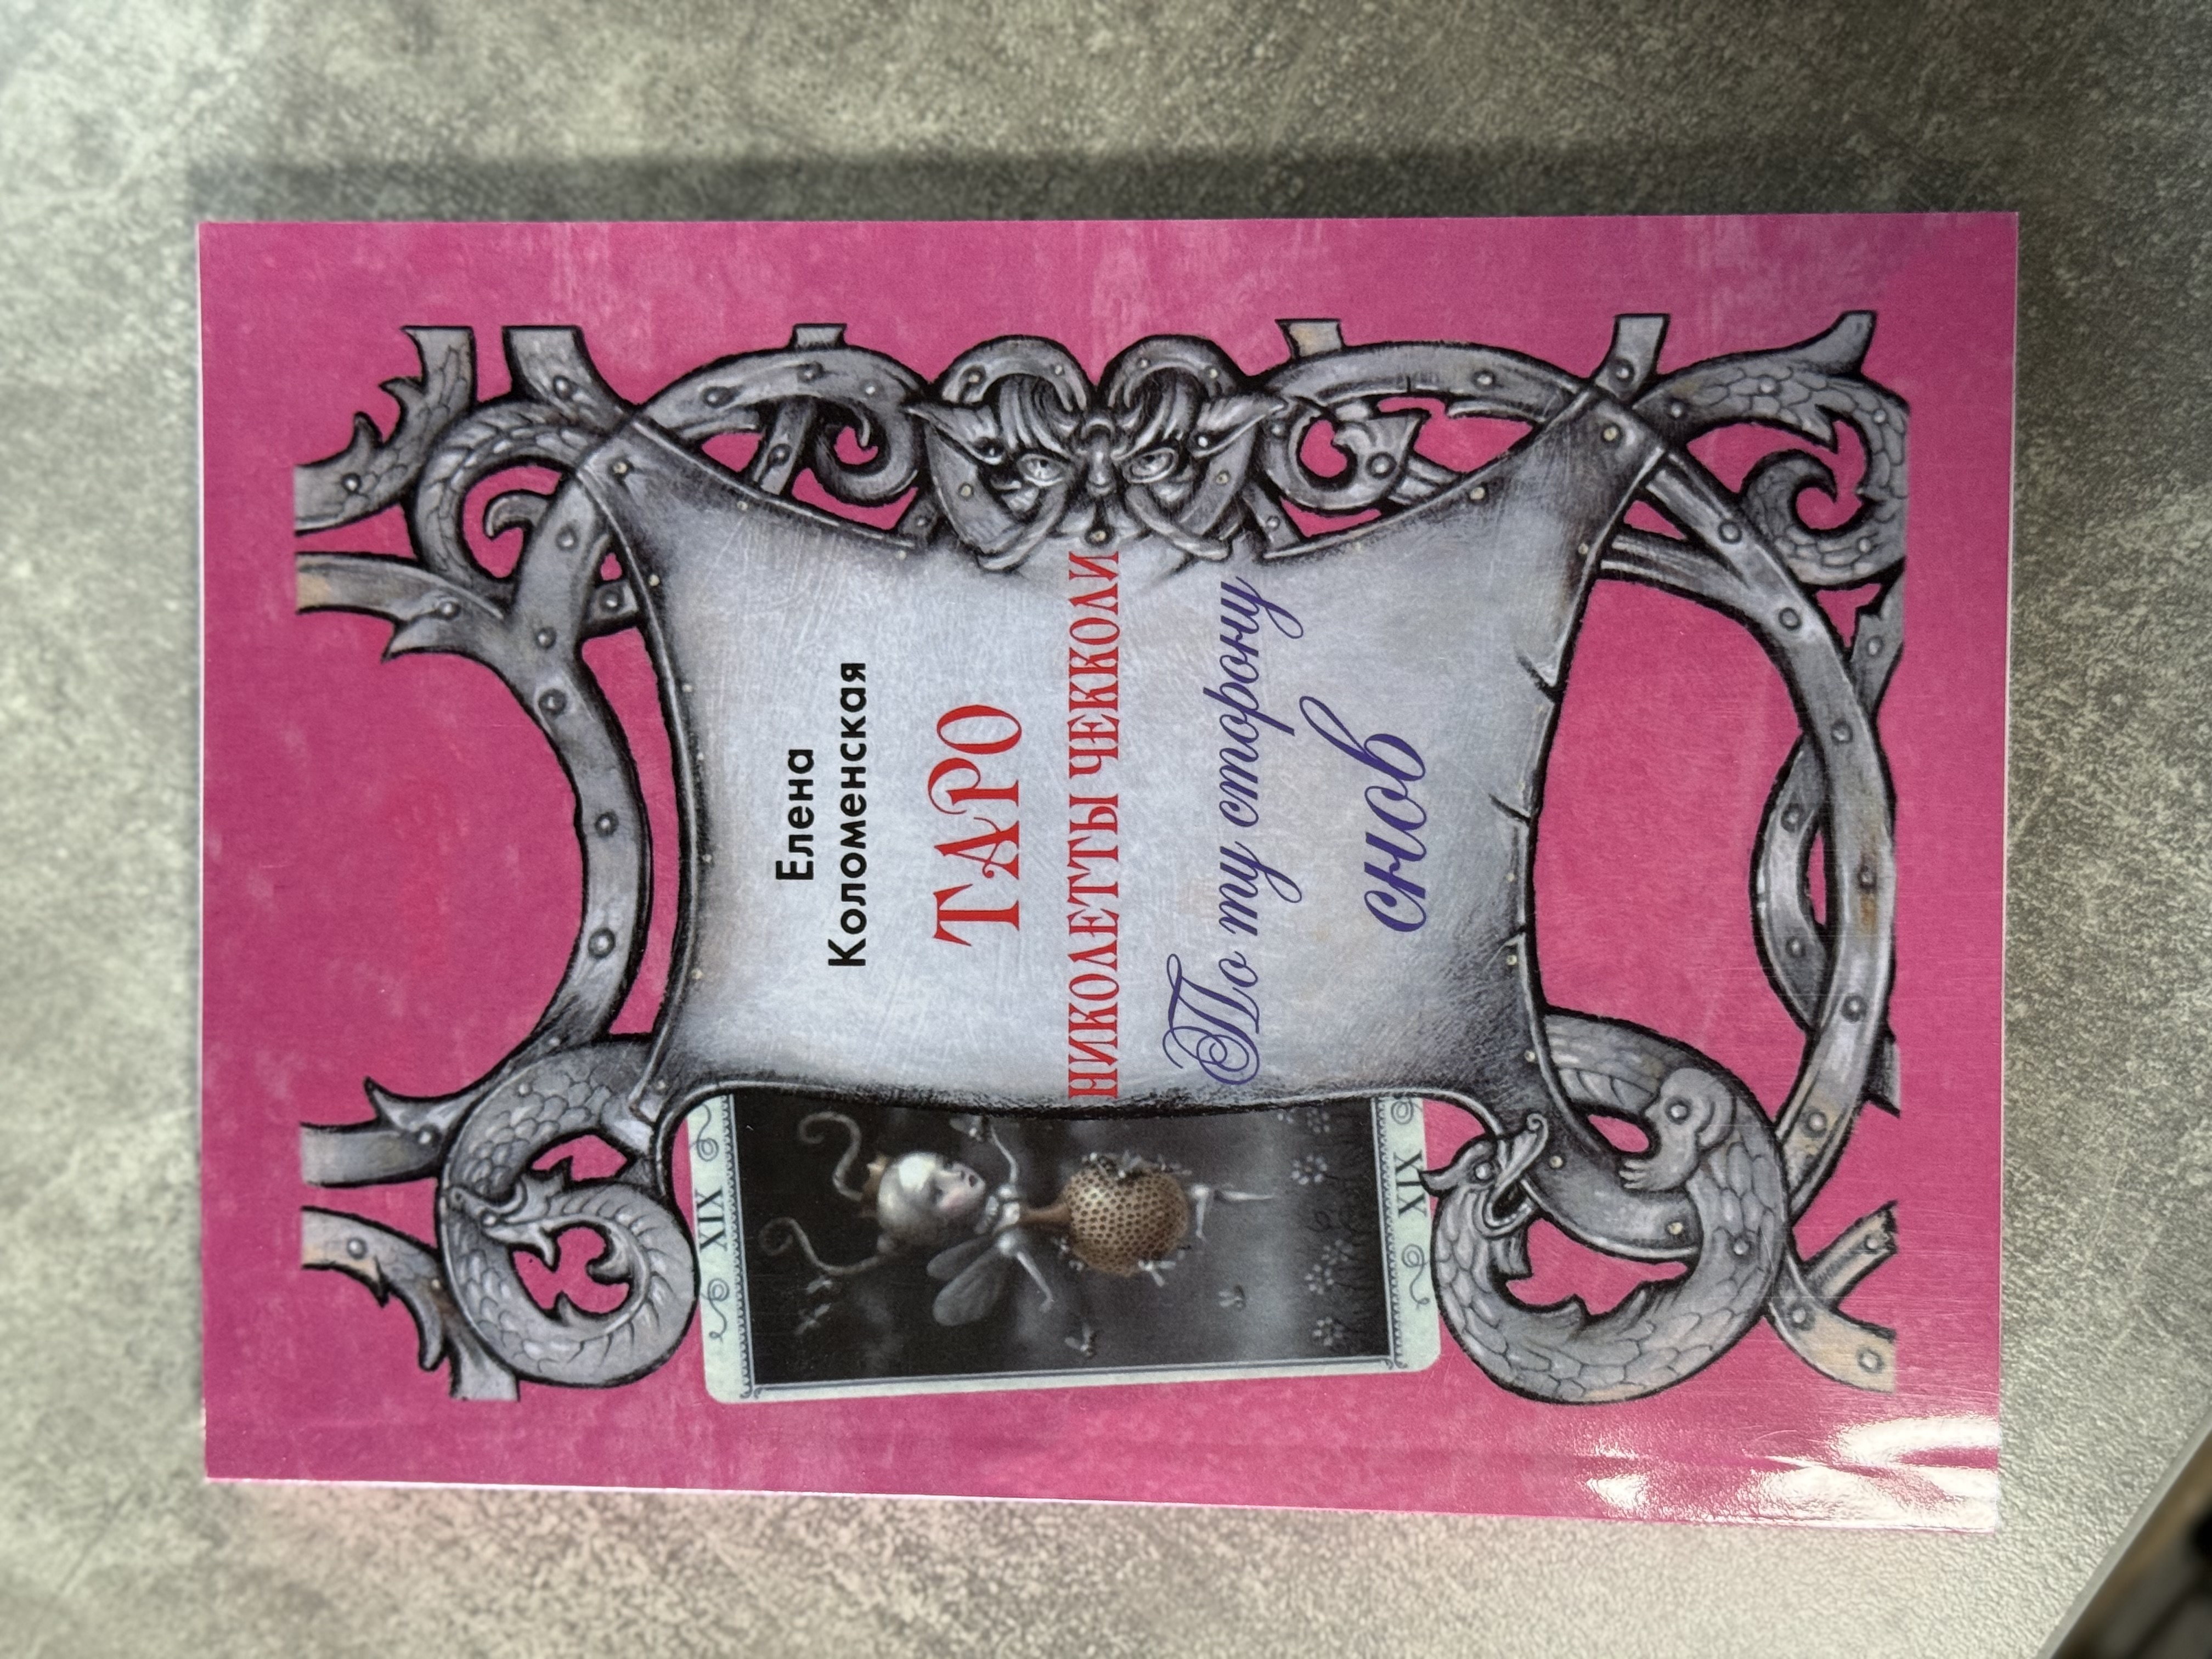 Елена
Коломенская
ТАРО
НИКОЛЕТТЫ ЧЕККОЛИ
По ту сторону
снов
XIX
XIX